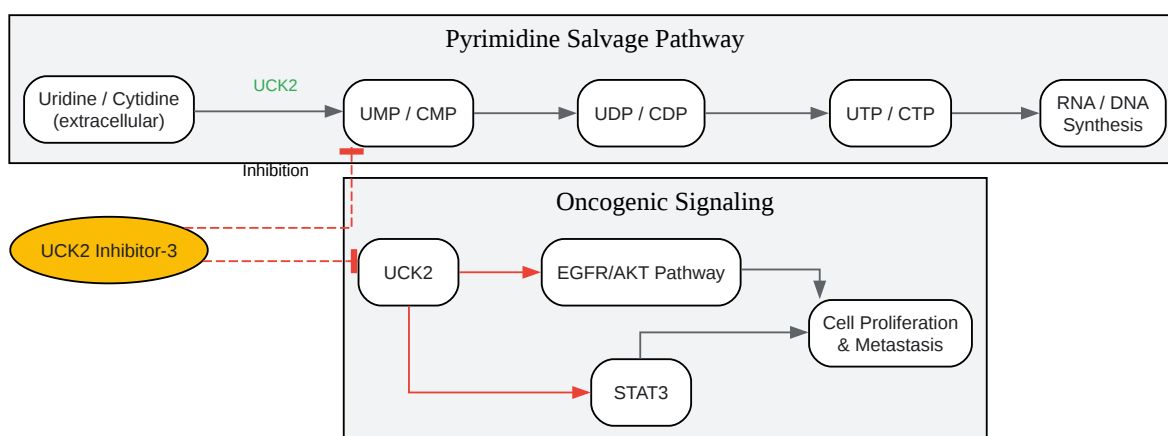 Pyrimidine Salvage Pathway
Uridine / Cytidine
(extracellular)
UCK2
UMP / CMP
UDP / CDP
UTP / CTP
RNA / DNA
Synthesis
Inhibition
UCK2 Inhibitor-3
Oncogenic Signaling
UCK2
EGFR/AKT Pathway
Cell Proliferation
& Metastasis
STAT3